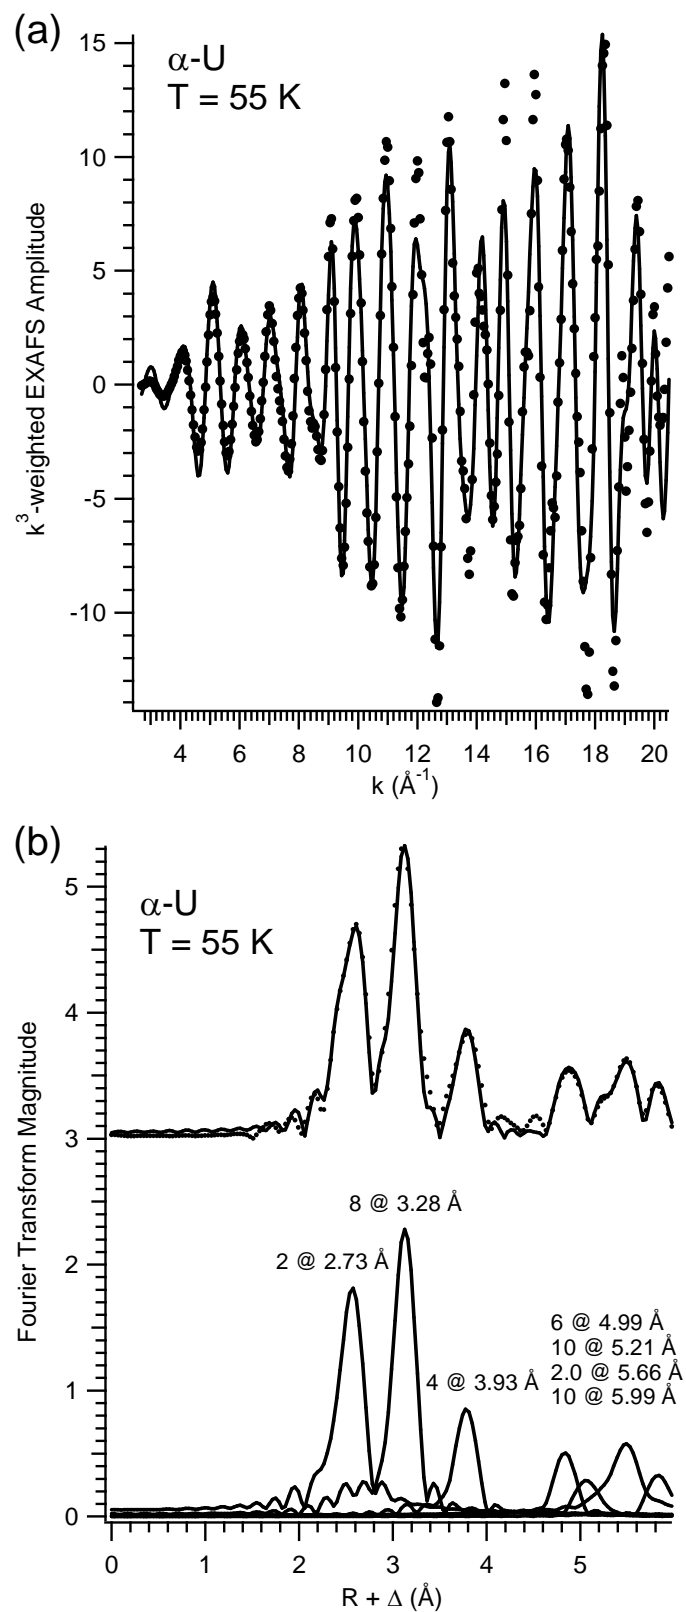 (a)
α-U
T = 55 K
k³-weighted EXAFS Amplitude
15
10
5
0
-5
-10
4 6 8 10 12 14 16 18 20
k (Å⁻¹)
(b)
α-U
T = 55 K
Fourier Transform Magnitude
5
4
3
2
1
0
8 @ 3.28 Å
2 @ 2.73 Å
4 @ 3.93 Å
6 @ 4.99 Å
10 @ 5.21 Å
2.0 @ 5.66 Å
10 @ 5.99 Å
0 1 2 3 4 5
R + Δ (Å)